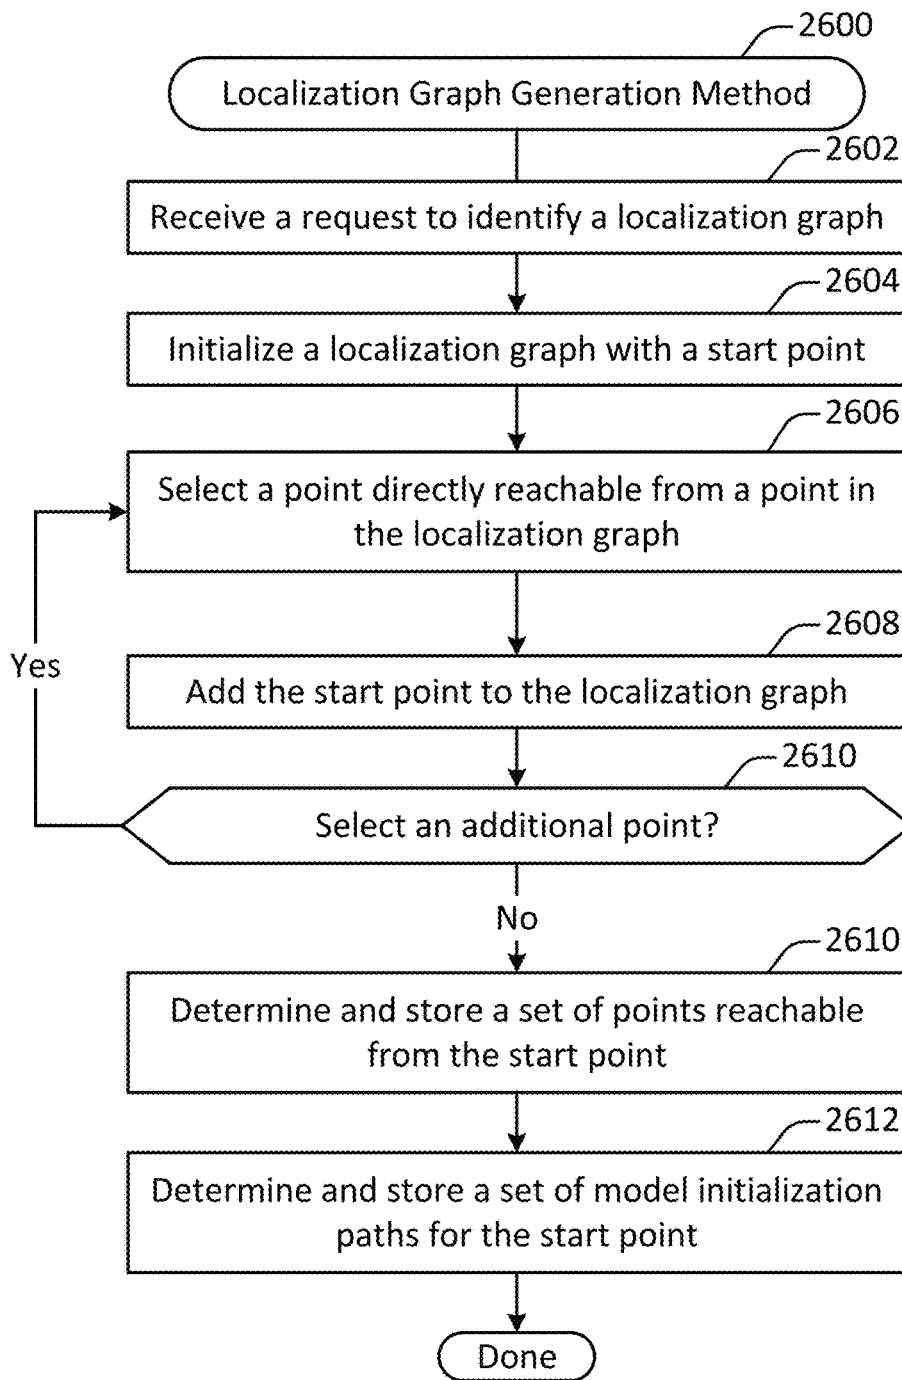 2600
Localization Graph Generation Method
2602
Receive a request to identify a localization graph
2604
Initialize a localization graph with a start point
2606
Select a point directly reachable from a point in
the localization graph
2608
Yes
Add the start point to the localization graph
2610
Select an additional point?
No
2610
Determine and store a set of points reachable
from the start point
2612
Determine and store a set of model initialization
paths for the start point
Done